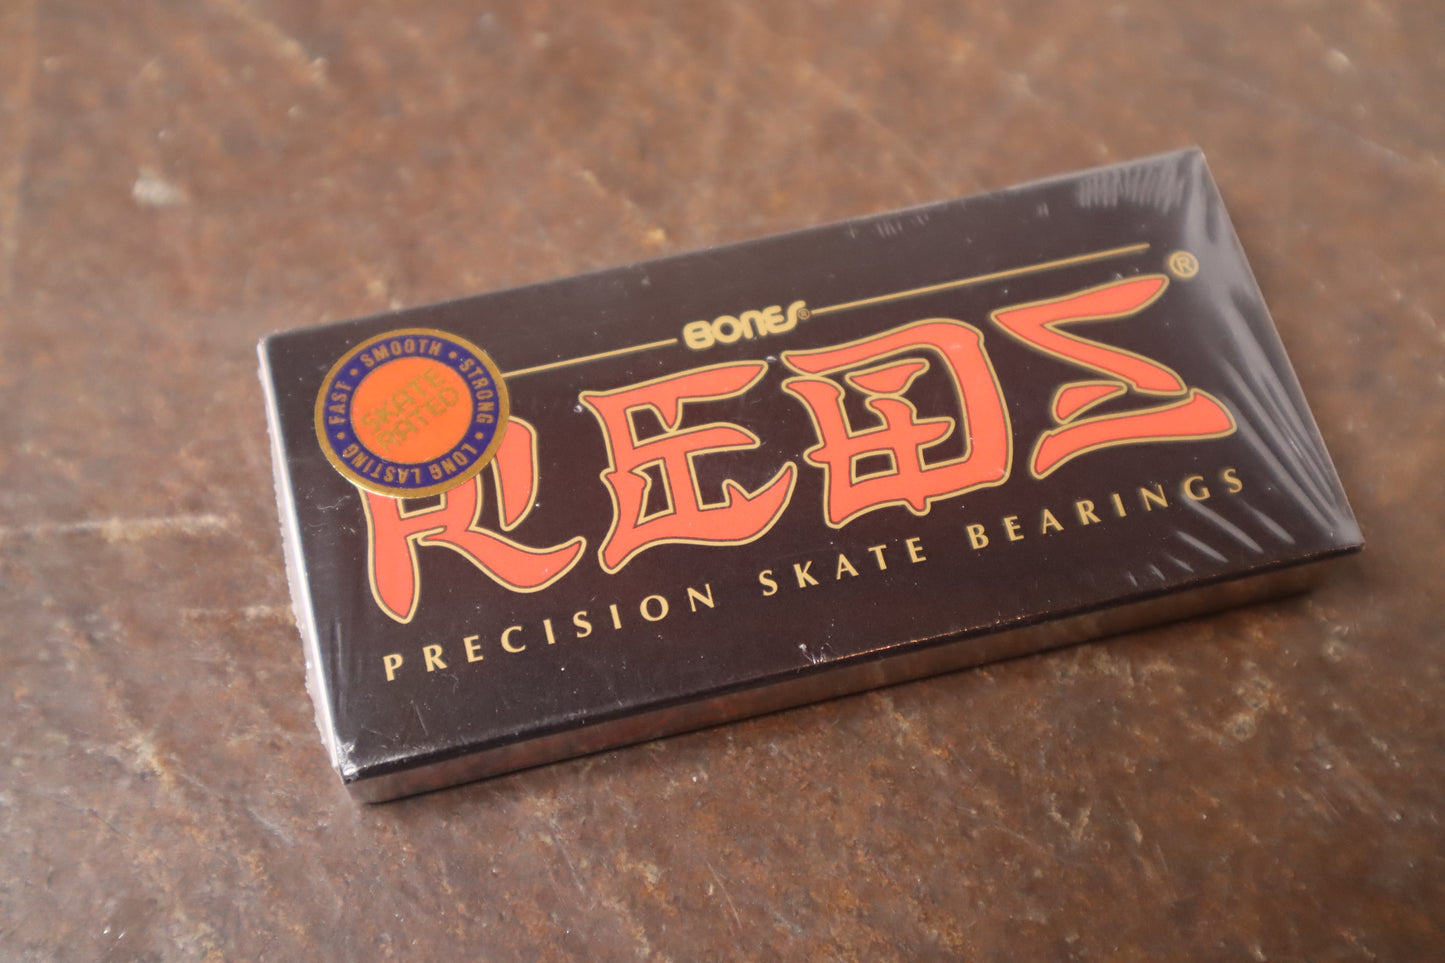 BONES®
REDS®
PRECISION SKATE BEARINGS
SKATE
RATED
FAST • SMOOTH • STRONG • LONG LASTING •